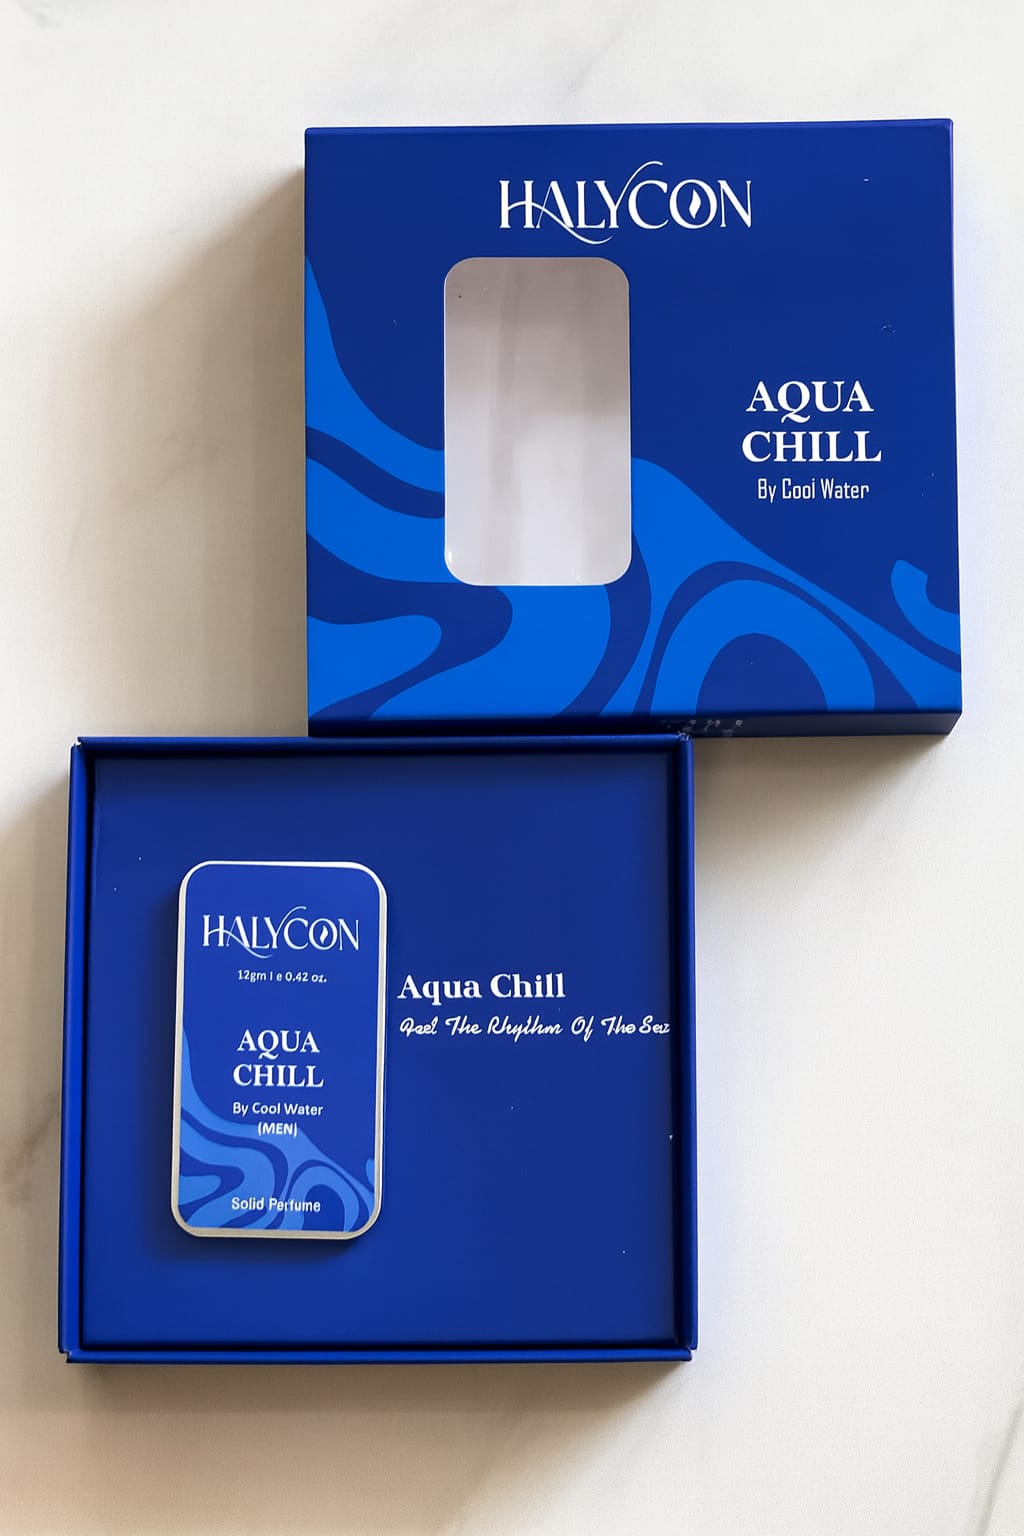 HALYCON
AQUA
CHILL
By Cool Water
HALYCON
12gm | e 0.42 oz.
AQUA
CHILL
By Cool Water
(MEN)
Solid Perfume
Aqua Chill
Feel The Rhythm Of The Sea